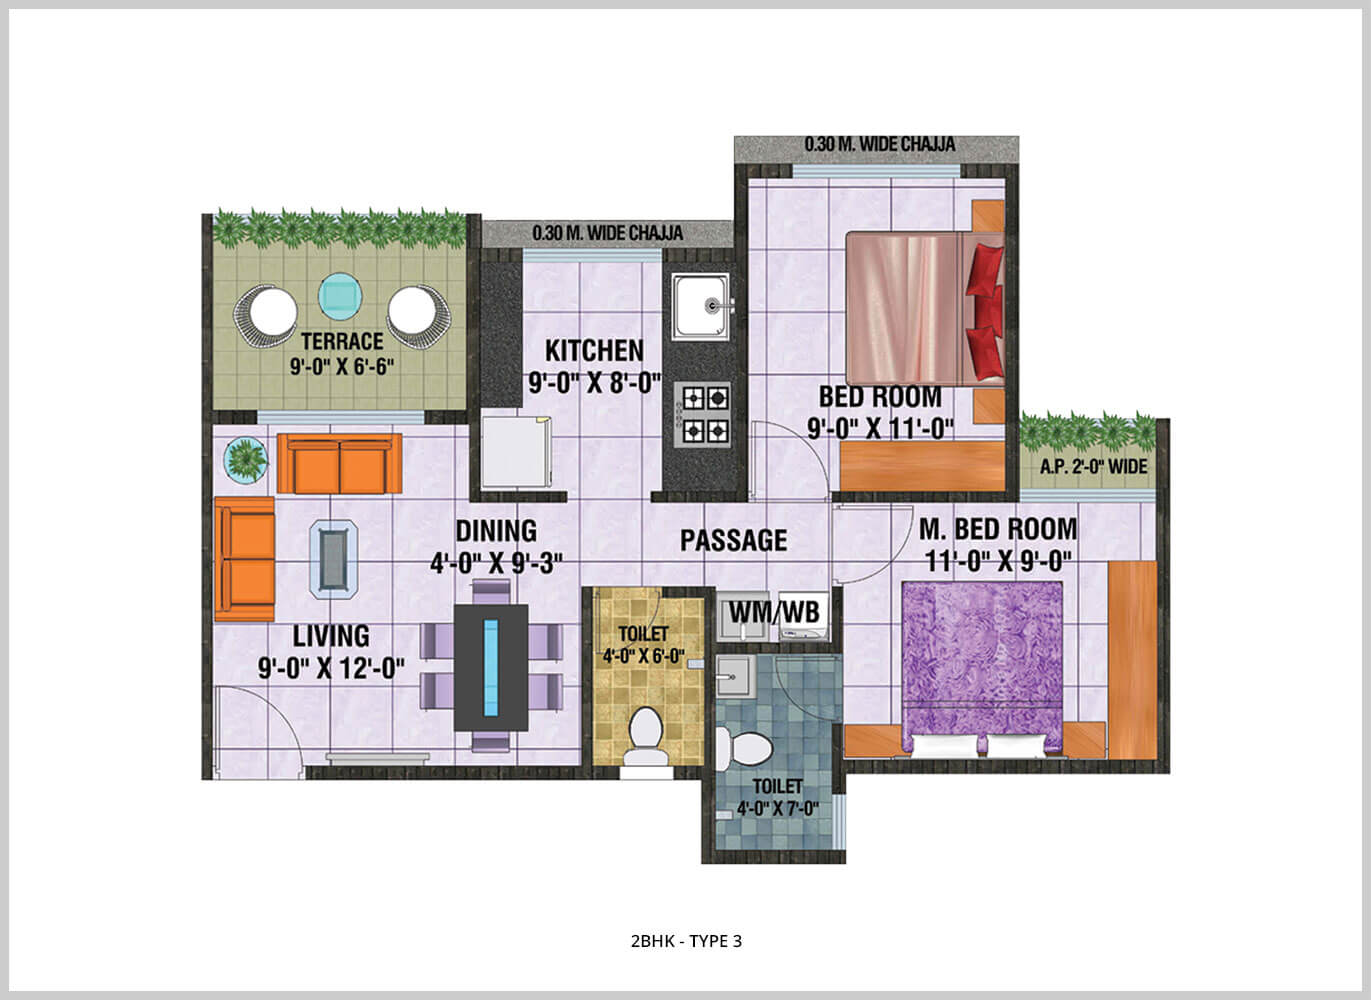 0.30 M. WIDE CHAJJA
0.30 M. WIDE CHAJJA
TERRACE
9'-0" X 6'-6"
KITCHEN
9'-0" X 8'-0"
BED ROOM
9'-0" X 11'-0"
A.P. 2'-0" WIDE
DINING
4'-0" X 9'-3"
PASSAGE
M. BED ROOM
11'-0" X 9'-0"
WM/WB
LIVING
9'-0" X 12'-0"
TOILET
4'-0" X 6'-0"
TOILET
4'-0" X 7'-0"
2BHK - TYPE 3